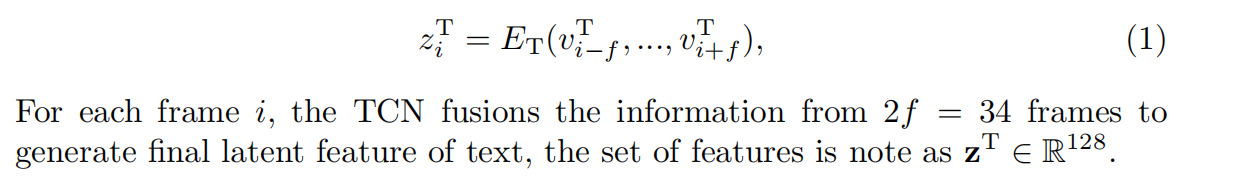 z_i^T = E_T(v_{i−f}^T, ..., v_{i+f}^T), (1)
For each frame i, the TCN fusions the information from 2f = 34 frames to
generate final latent feature of text, the set of features is note as z^T ∈ ℝ^128.